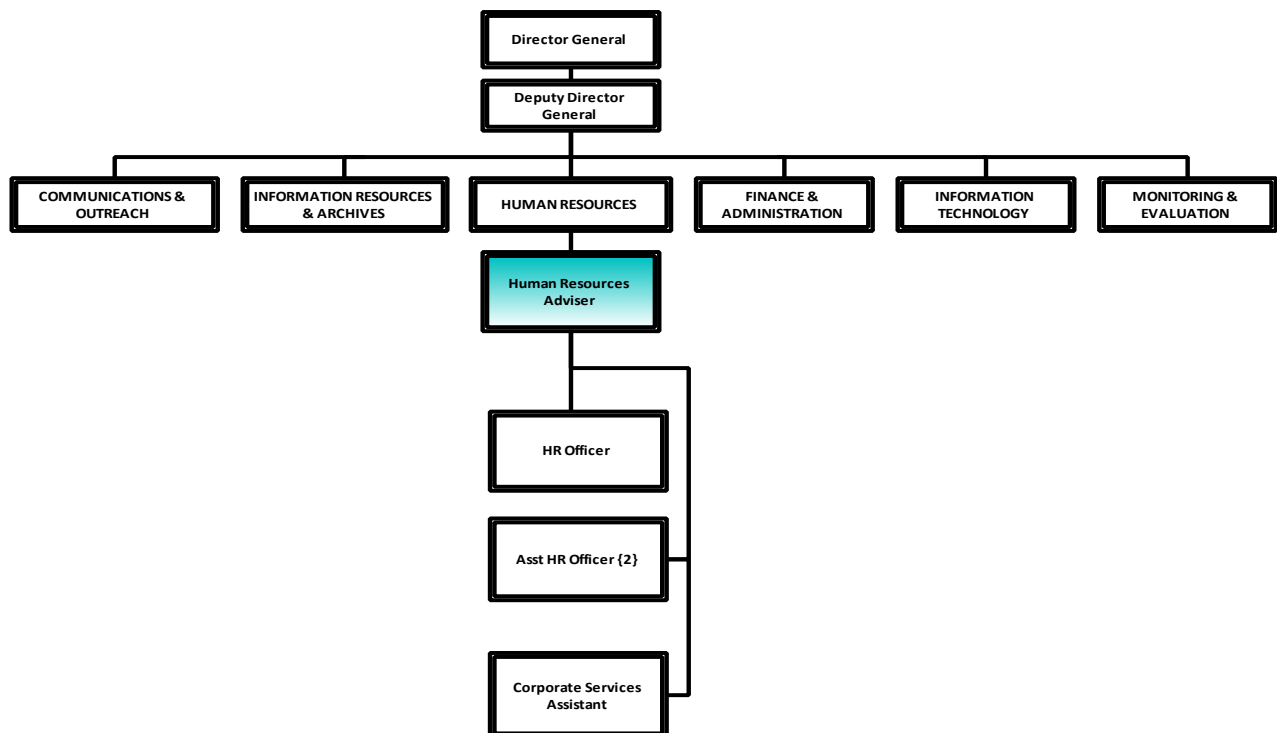 Director General
Deputy Director
General
COMMUNICATIONS &
OUTREACH
INFORMATION RESOURCES
& ARCHIVES
HUMAN RESOURCES
FINANCE &
ADMINISTRATION
INFORMATION
TECHNOLOGY
MONITORING &
EVALUATION
Human Resources
Adviser
HR Officer
Asst HR Officer {2}
Corporate Services
Assistant